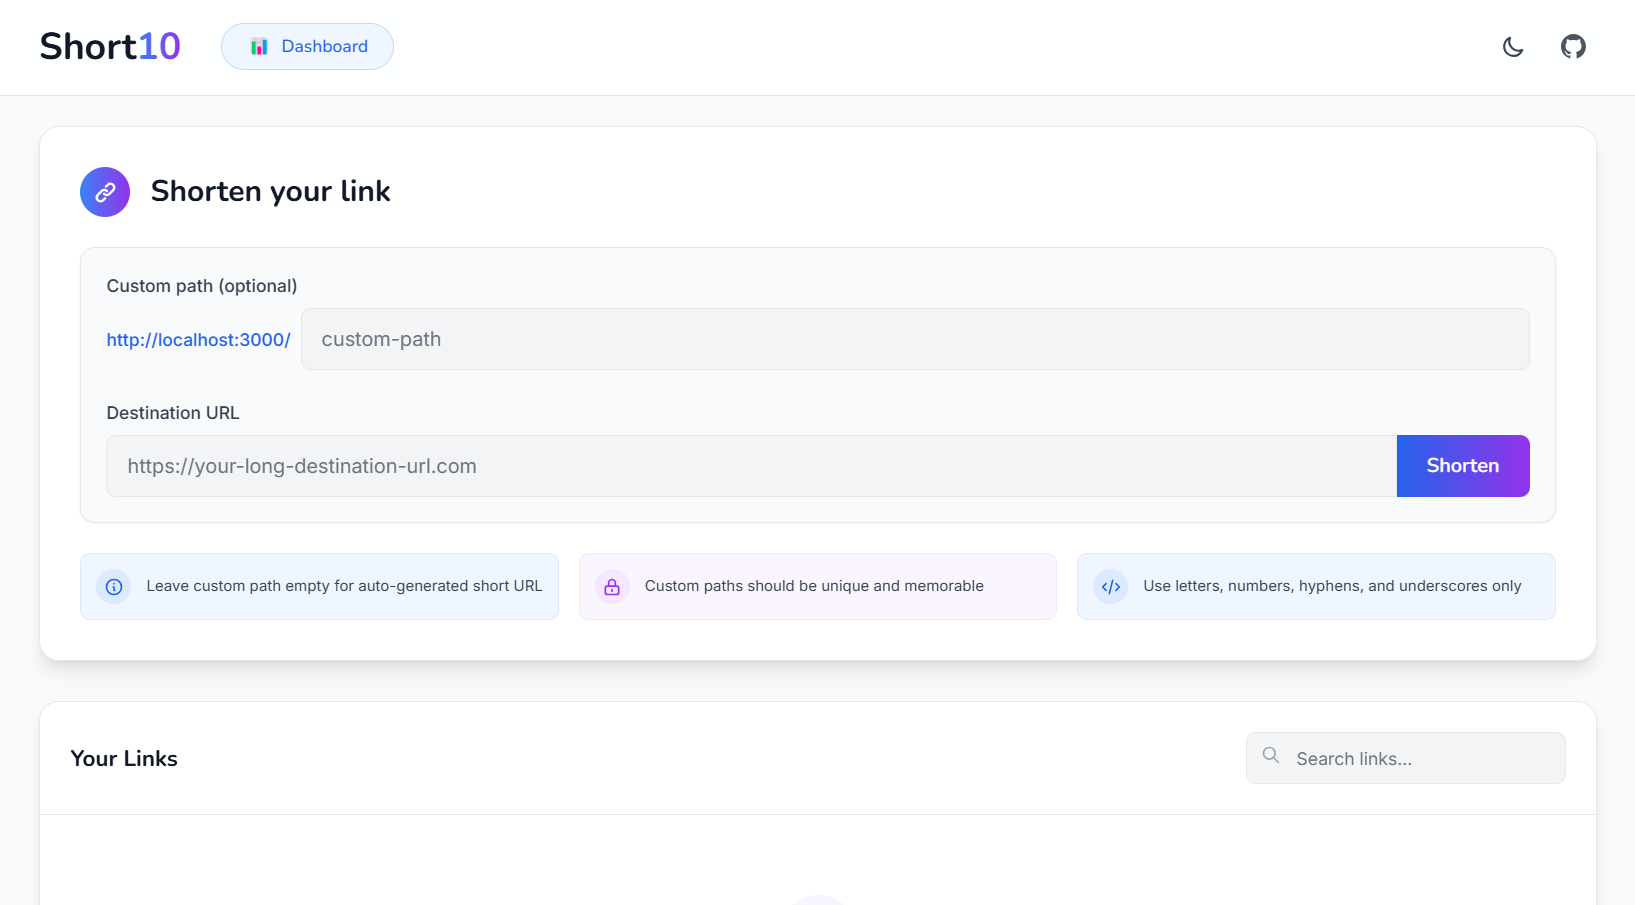 Short10
Dashboard
Shorten your link
Custom path (optional)
http://localhost:3000/
custom-path
Destination URL
https://your-long-destination-url.com
Shorten
Leave custom path empty for auto-generated short URL
Custom paths should be unique and memorable
Use letters, numbers, hyphens, and underscores only
Your Links
Search links...